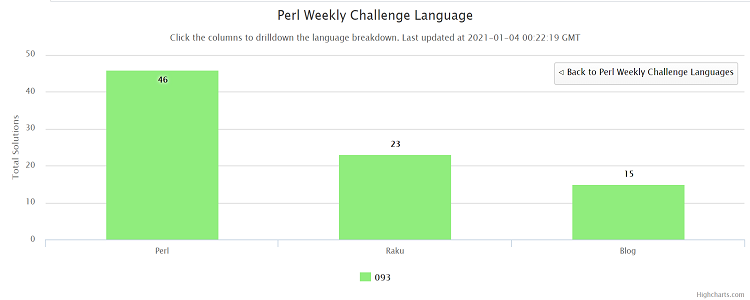 Perl Weekly Challenge Language
Click the columns to drilldown the language breakdown. Last updated at 2021-01-04 00:22:19 GMT
◁ Back to Perl Weekly Challenge Languages
Total Solutions
50
40
30
20
10
0
46
23
15
Perl Raku Blog
093
Highcharts.com